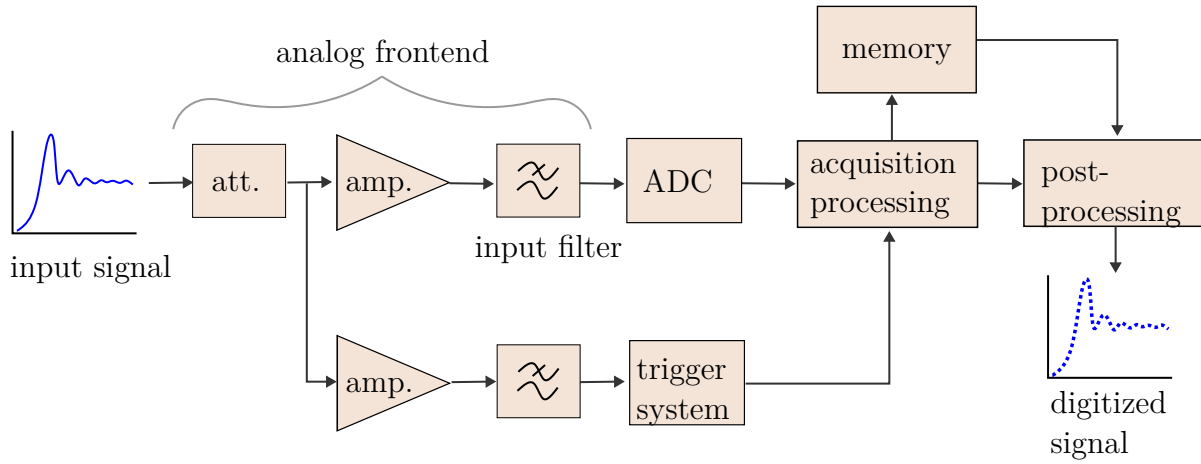 memory
analog frontend
att.
amp.
ADC
acquisition
processing
post-
processing
input filter
input signal
amp.
trigger
system
digitized
signal